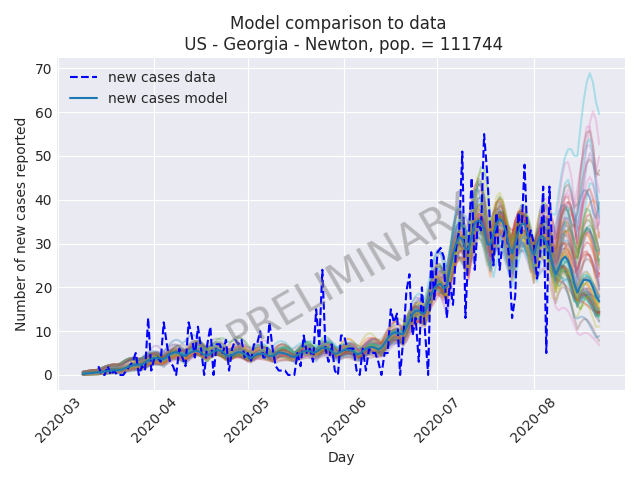 Model comparison to data
US - Georgia - Newton, pop. = 111744
70
60
50
40
30
20
10
0
Number of new cases reported
new cases data
new cases model
PRELIMINARY
2020-03
2020-04
2020-05
2020-06
2020-07
2020-08
Day